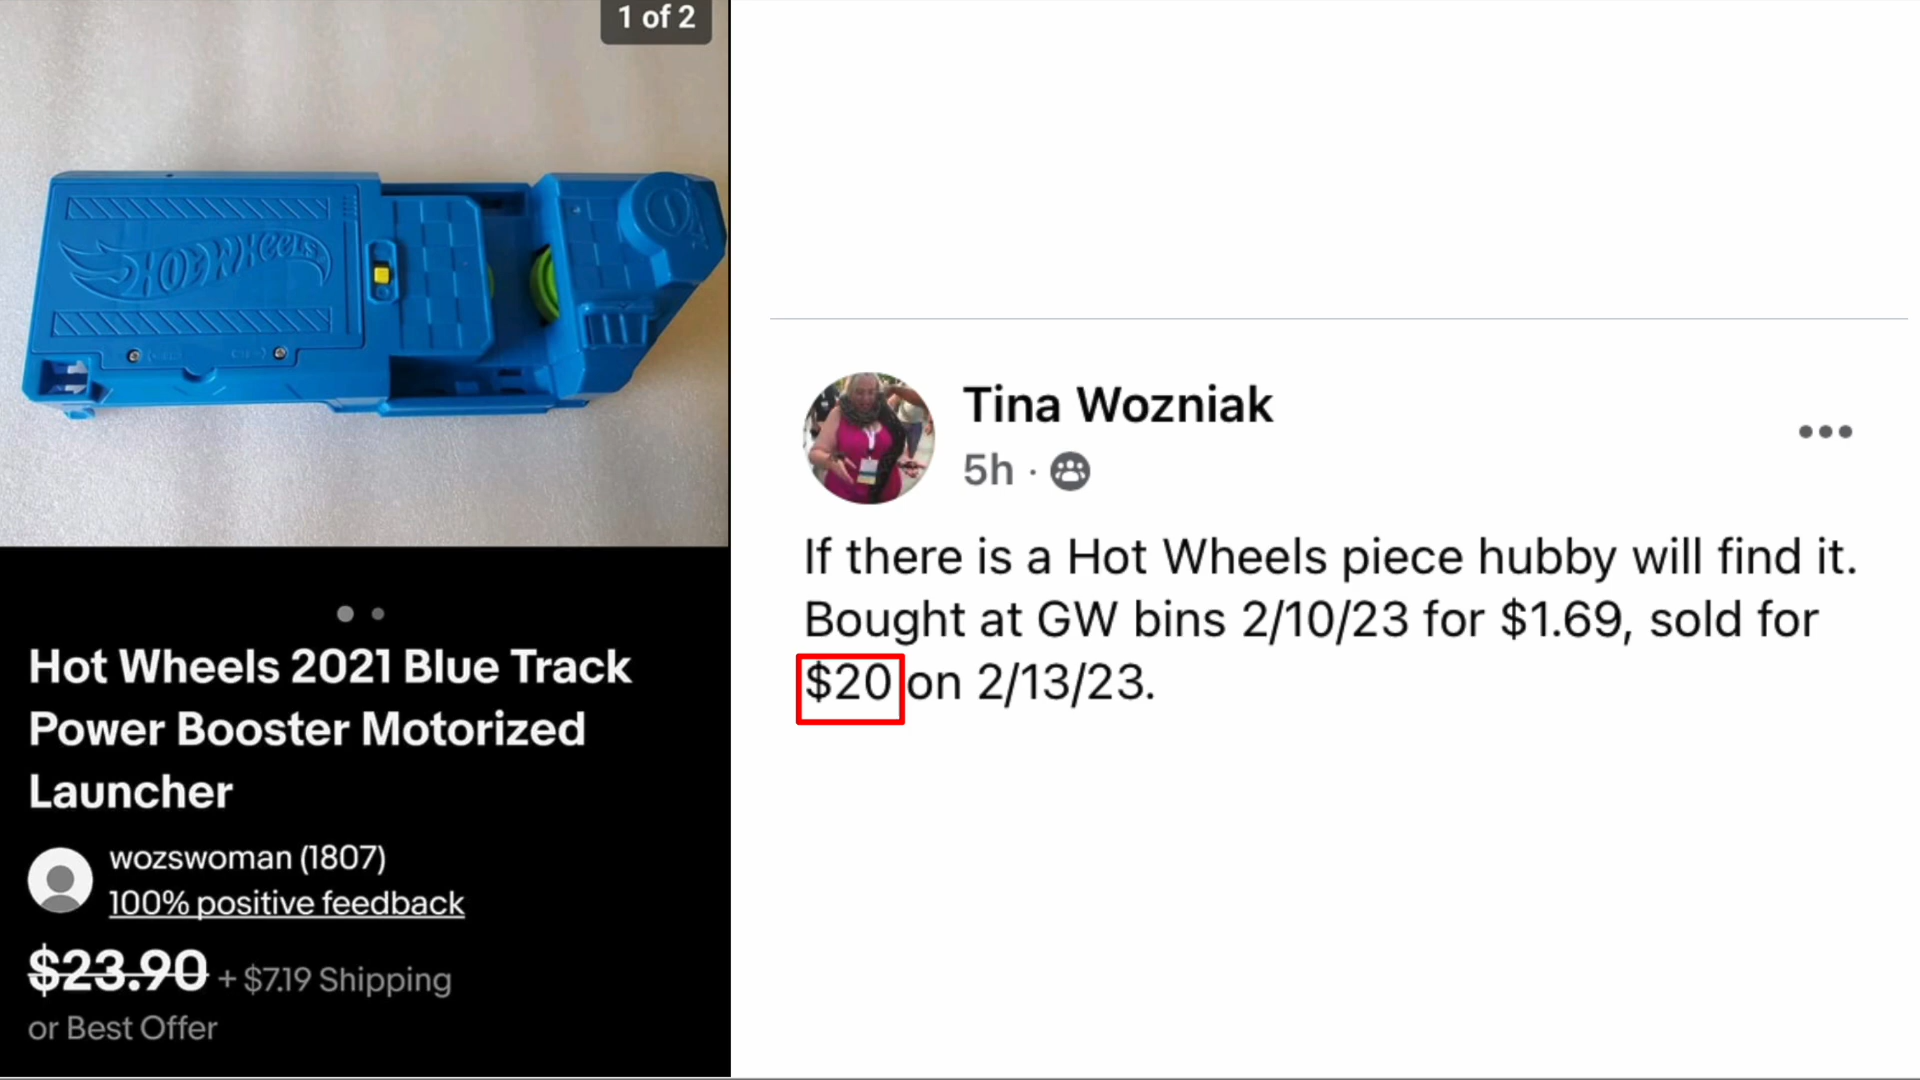 1 of 2
HOT WHEELS
Hot Wheels 2021 Blue Track
Power Booster Motorized
Launcher
wozswoman (1807)
100% positive feedback
$23.90 + $7.19 Shipping
or Best Offer
Tina Wozniak
5h ·
If there is a Hot Wheels piece hubby will find it.
Bought at GW bins 2/10/23 for $1.69, sold for
$20 on 2/13/23.